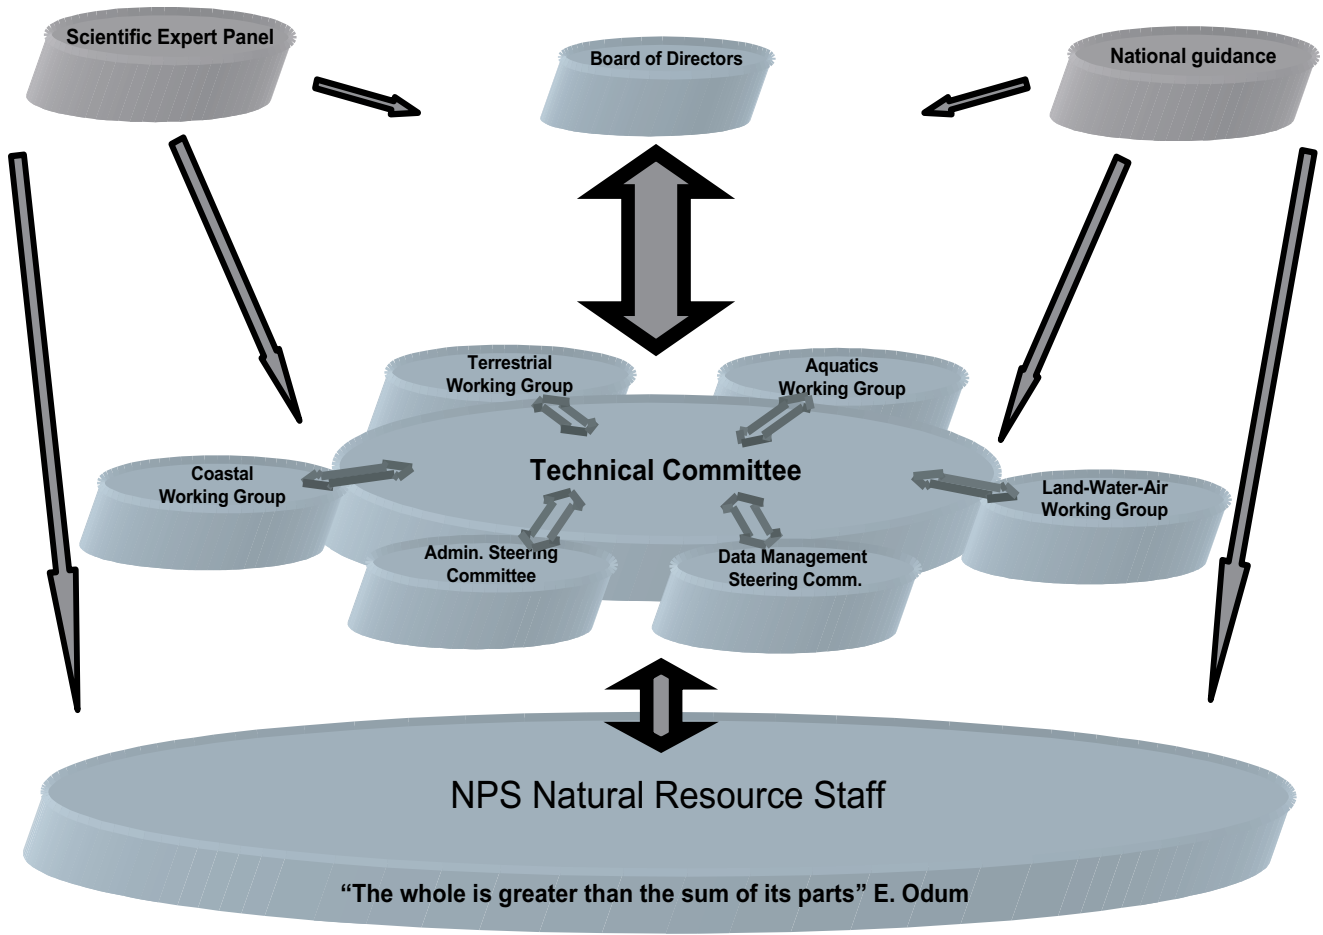 Scientific Expert Panel
Board of Directors
National guidance
Terrestrial
Working Group
Aquatics
Working Group
Coastal
Working Group
Technical Committee
Land-Water-Air
Working Group
Admin. Steering
Committee
Data Management
Steering Comm.
NPS Natural Resource Staff
“The whole is greater than the sum of its parts” E. Odum